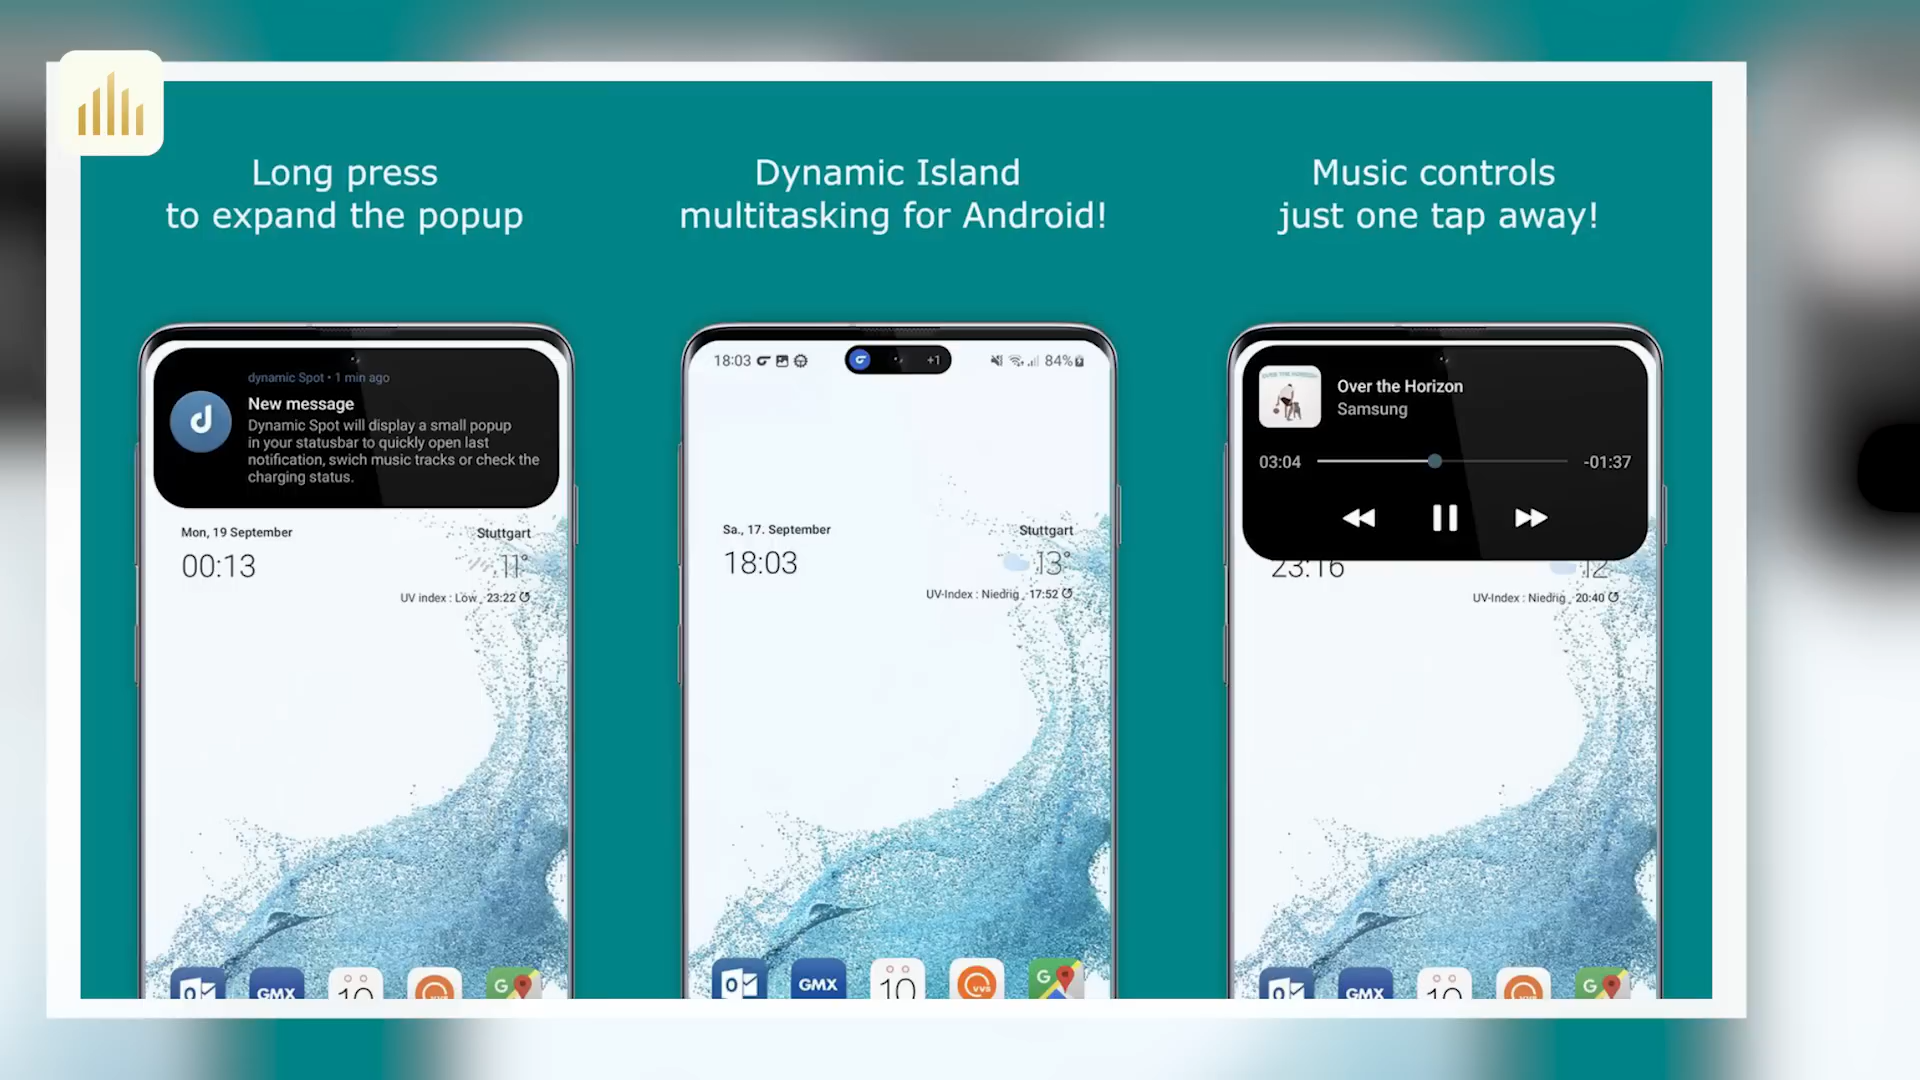 Long press
to expand the popup
dynamic Spot • 1 min ago
New message
Dynamic Spot will display a small popup
in your statusbar to quickly open last
notification, swich music tracks or check the
charging status.
Mon, 19 September
Stuttgart
00:13
11°
UV index : Low , 23:22
GMX
10
G
Dynamic Island
multitasking for Android!
18:03
+1
84%
Sa., 17. September
Stuttgart
18:03
13°
UV-Index : Niedrig , 17:52
GMX
10
VVS
G
Music controls
just one tap away!
Over the Horizon
Samsung
03:04
-01:37
23:16
12
UV-Index : Niedrig , 20:40
GMX
10
G